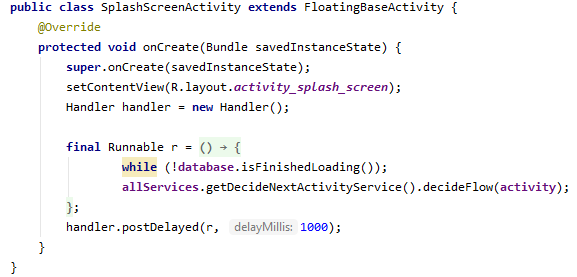 public class SplashScreenActivity extends FloatingBaseActivity {
@Override
protected void onCreate(Bundle savedInstanceState) {
super.onCreate(savedInstanceState);
setContentView(R.layout.activity_splash_screen);
Handler handler = new Handler();
final Runnable r = () → {
while (!database.isFinishedLoading());
allServices.getDecideNextActivityService().decideFlow(activity);
};
handler.postDelayed(r, delayMillis: 1000);
}
}